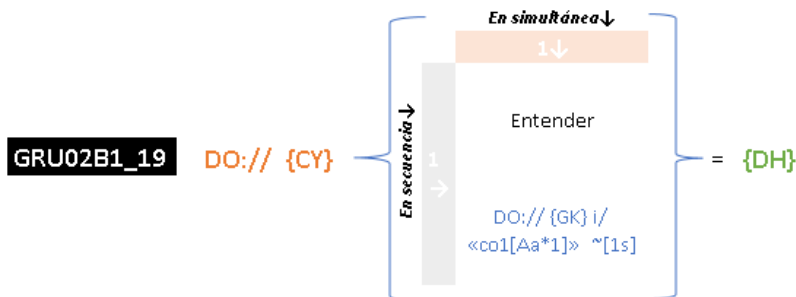 En simultánea↓
1↓
En secuencia↓
1
→
Entender
GRU02B1_19 DO:// {CY} = {DH}
DO:// {GK} i/
«co1[Aa*1]» ~[1s]